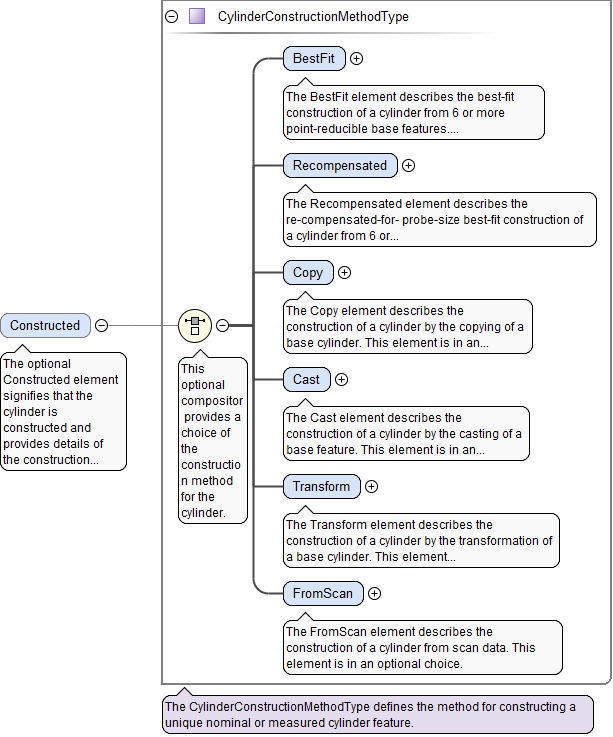 CylinderConstructionMethodType
BestFit
The BestFit element describes the best-fit
construction of a cylinder from 6 or more
point-reducible base features....
Recompensated
The Recompensated element describes the
re-compensated-for- probe-size best-fit construction of
a cylinder from 6 or...
Copy
The Copy element describes the
construction of a cylinder by the copying of a
base cylinder. This element is in an...
Constructed
The optional
Constructed element
signifies that the
cylinder is
constructed and
provides details of
the construction...
This
optional
compositor
provides a
choice of
the
constructio
n method
for the
cylinder.
Cast
The Cast element describes the
construction of a cylinder by the casting of a
base feature. This element is in an...
Transform
The Transform element describes the
construction of a cylinder by the transformation of
a base cylinder. This element...
FromScan
The FromScan element describes the
construction of a cylinder from scan data. This
element is in an optional choice.
The CylinderConstructionMethodType defines the method for constructing a
unique nominal or measured cylinder feature.